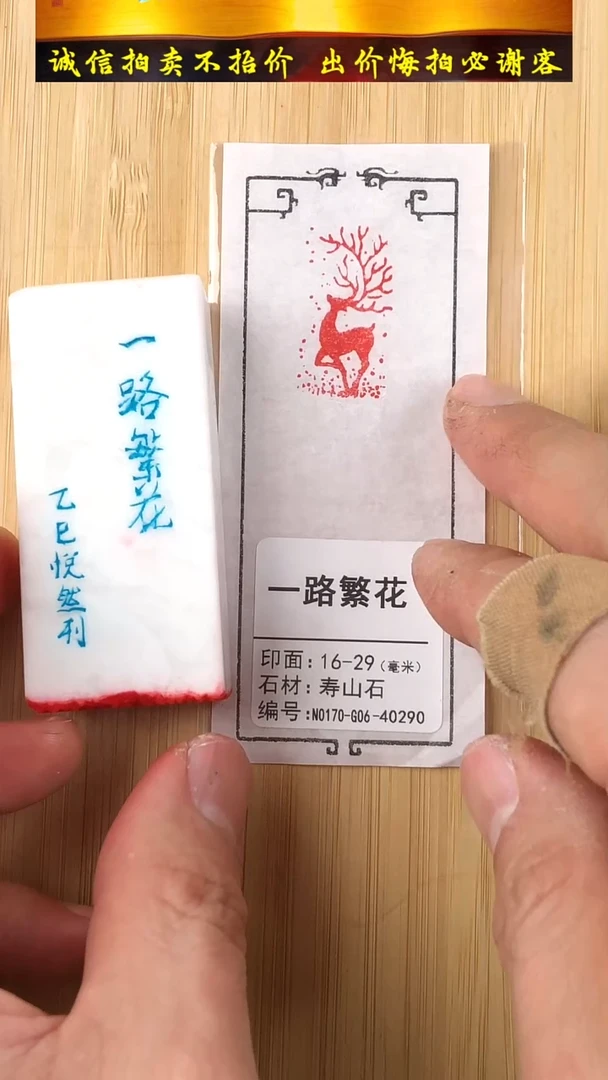 诚信拍卖不抬价 出价悔拍必谢客
一路繁花
乙巳悦然刊
一路繁花
印面：16-29（毫米）
石材：寿山石
编号：NO170-G06-40290